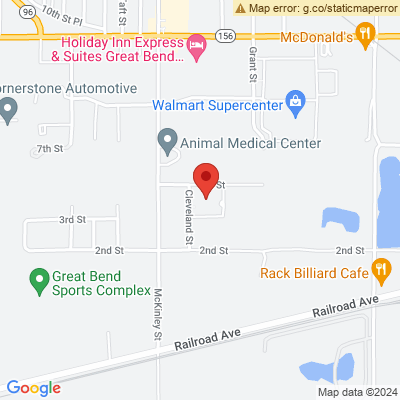 Map error: g.co/staticmaperror
96
10th St Pl
aft St
156
Holiday Inn Express
& Suites Great Bend...
McDonald's
Grant St
ornerstone Automotive
Walmart Supercenter
7th St
Animal Medical Center
St
Cleveland St
3rd St
2nd St
2nd St
2nd St
Great Bend
Sports Complex
Rack Billiard Cafe
McKinley St
Railroad Ave
Railroad Ave
Google
Map data ©2024